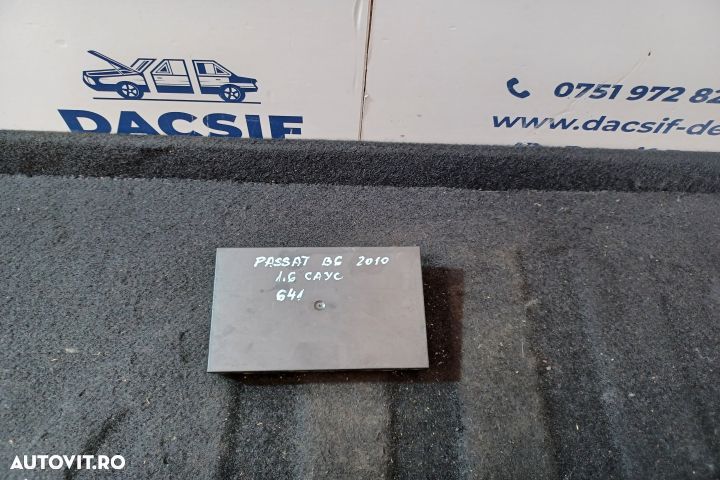 DACSIF
0751 972 82
www.dacsif-de
PASSAT B6 2010
1.6 CAYC
641
AUTOVIT.RO